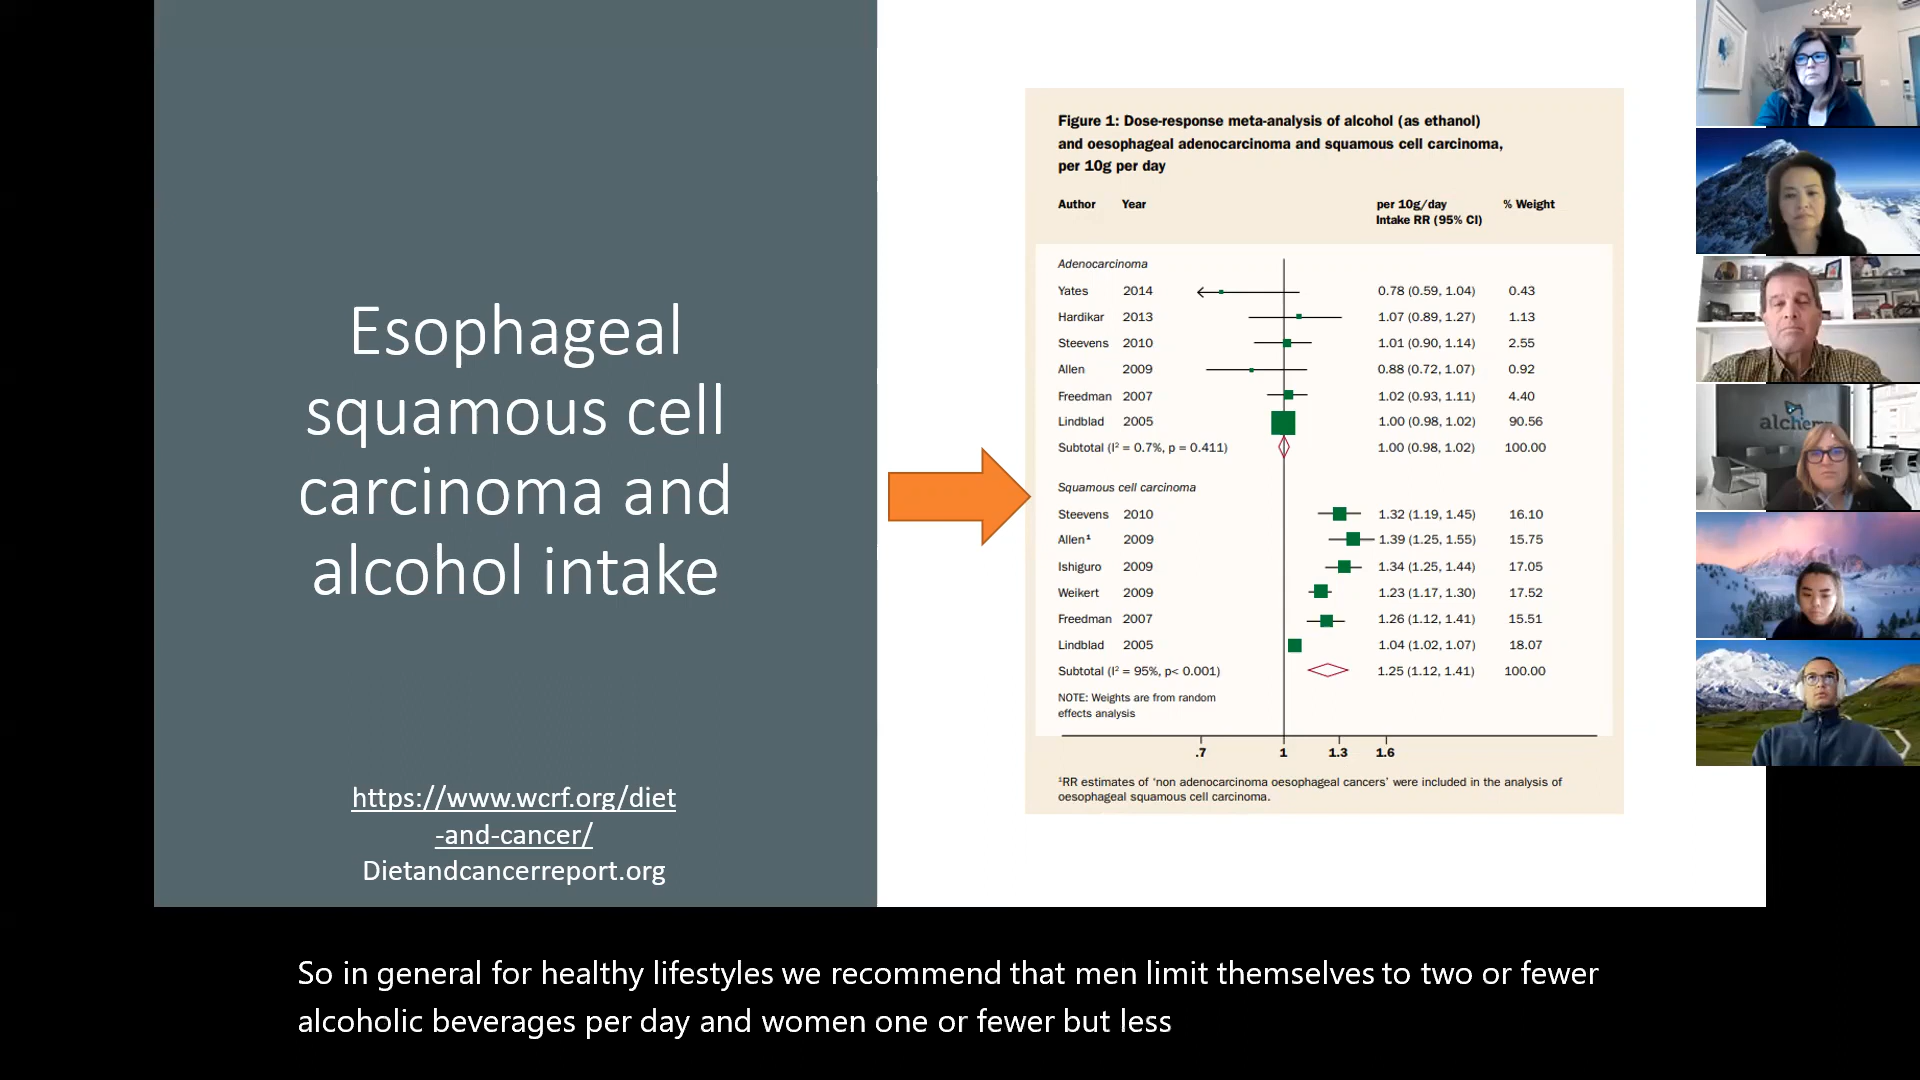 Esophageal
squamous cell
carcinoma and
alcohol intake
https://www.wcrf.org/diet
-and-cancer/
Dietandcancerreport.org
Figure 1: Dose-response meta-analysis of alcohol (as ethanol)
and oesophageal adenocarcinoma and squamous cell carcinoma,
per 10g per day
Author Year per 10g/day % Weight
Intake RR (95% CI)
Adenocarcinoma
Yates 2014 0.78 (0.59, 1.04) 0.43
Hardikar 2013 1.07 (0.89, 1.27) 1.13
Steevens 2010 1.01 (0.90, 1.14) 2.55
Allen 2009 0.88 (0.72, 1.07) 0.92
Freedman 2007 1.02 (0.93, 1.11) 4.40
Lindblad 2005 1.00 (0.98, 1.02) 90.56
Subtotal (I² = 0.7%, p = 0.411) 1.00 (0.98, 1.02) 100.00
Squamous cell carcinoma
Steevens 2010 1.32 (1.19, 1.45) 16.10
Allen¹ 2009 1.39 (1.25, 1.55) 15.75
Ishiguro 2009 1.34 (1.25, 1.44) 17.05
Weikert 2009 1.23 (1.17, 1.30) 17.52
Freedman 2007 1.26 (1.12, 1.41) 15.51
Lindblad 2005 1.04 (1.02, 1.07) 18.07
Subtotal (I² = 95%, p< 0.001) 1.25 (1.12, 1.41) 100.00
NOTE: Weights are from random
effects analysis
.7 1 1.3 1.6
¹RR estimates of ‘non adenocarcinoma oesophageal cancers’ were included in the analysis of
oesophageal squamous cell carcinoma.
So in general for healthy lifestyles we recommend that men limit themselves to two or fewer
alcoholic beverages per day and women one or fewer but less